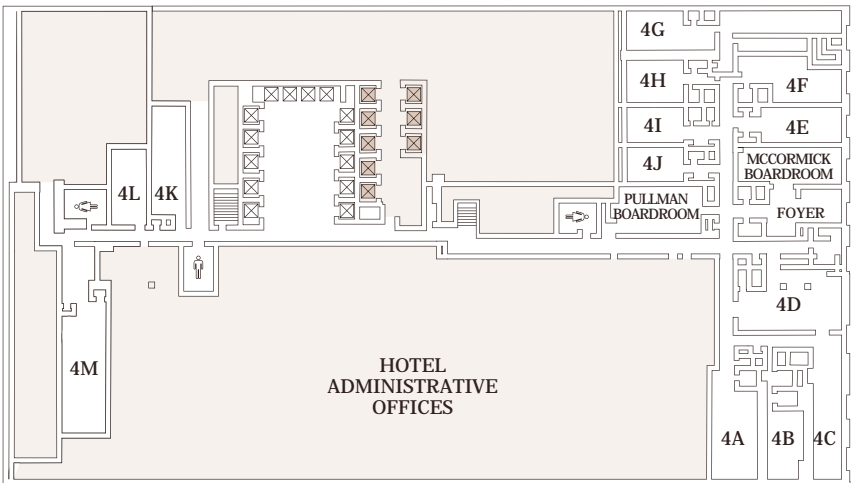 4G
4H
4F
4I
4E
4J
MCCORMICK
BOARDROOM
4L
4K
PULLMAN
BOARDROOM
FOYER
4D
4M
HOTEL
ADMINISTRATIVE
OFFICES
4A
4B
4C